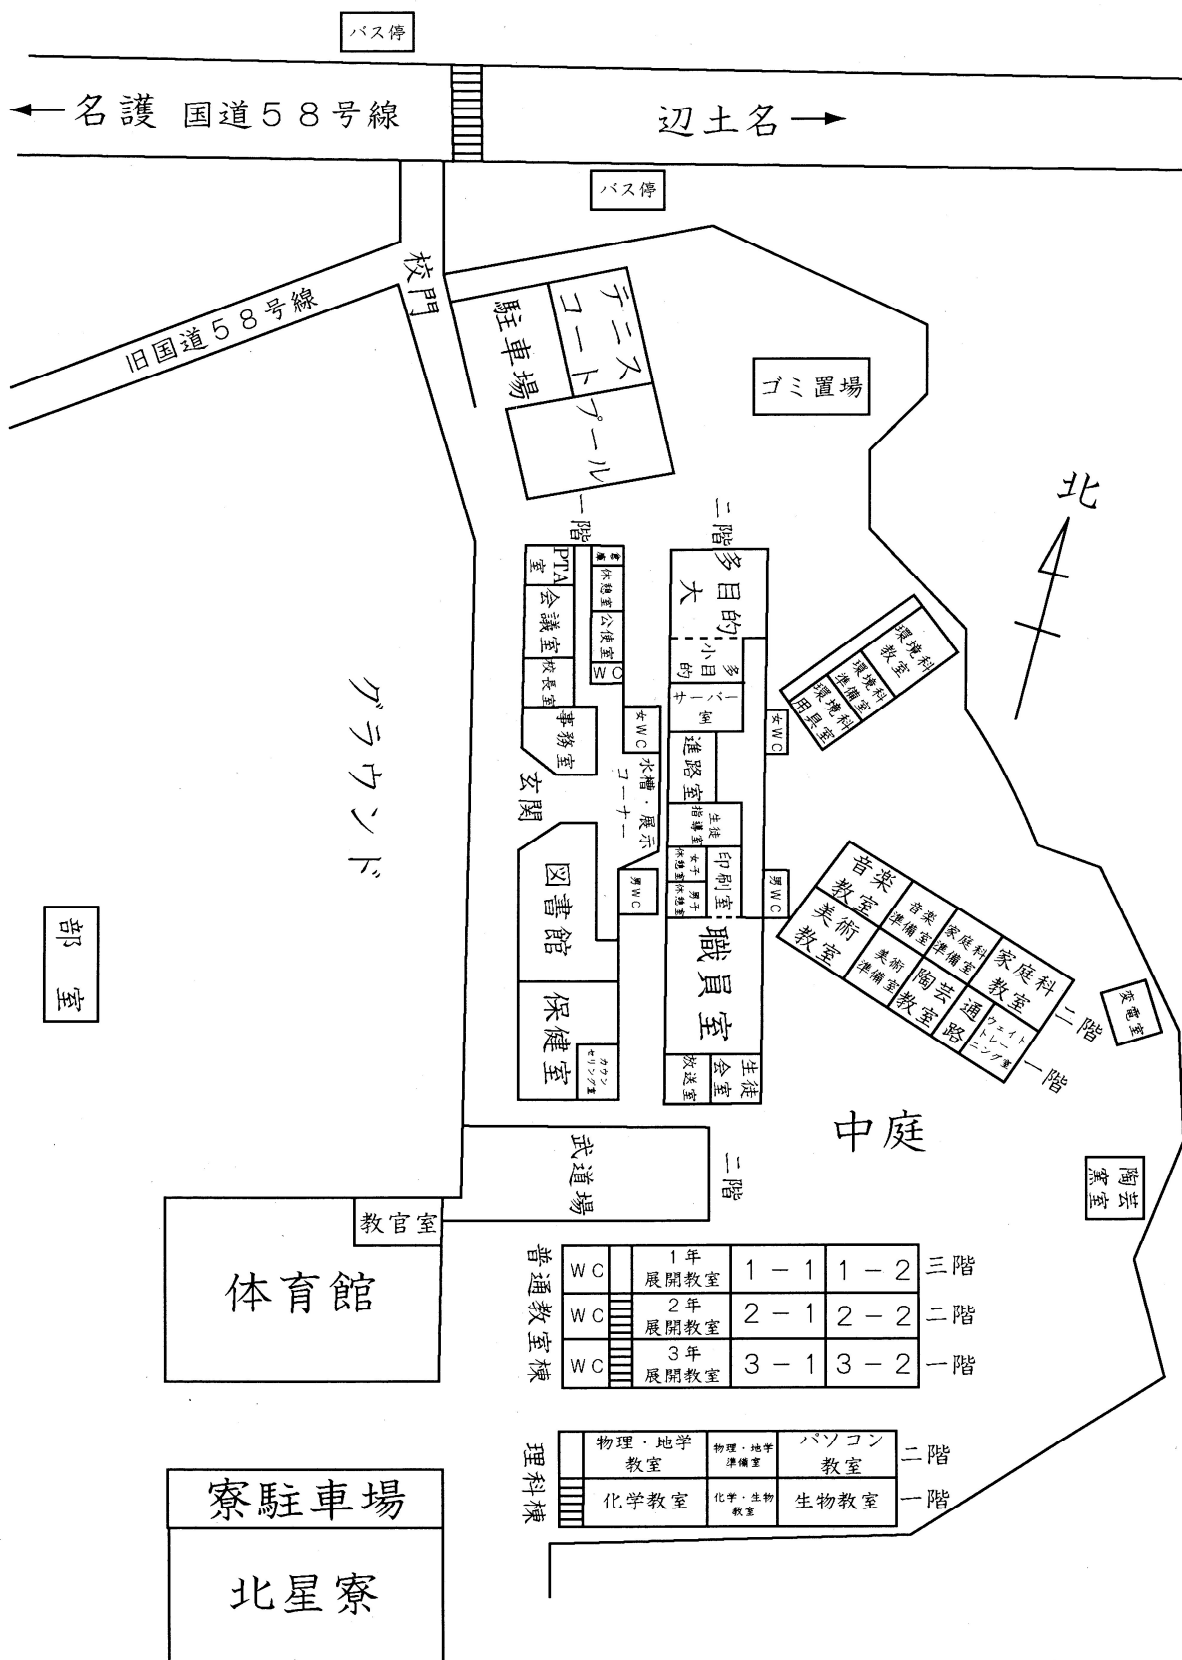 バス停
←名護 国道５８号線
辺土名→
バス停
校門
旧国道５８号線
駐車場
テニス
コート
プール
ゴミ置場
北
一階
二階
PTA
室
倉庫
休憩室
会議室
公使室
校長室
WC
事務室
女WC
玄関
水槽・展示
コーナー
図書館
男WC
保健室
カウン
セリング室
多目的
大
多目的
小
サーバー
室
女WC
進路室
生徒
指導室
女子
休憩室
男子
休憩室
印刷室
男WC
職員室
放送室
生徒
会室
環境科
教室
環境科
準備室
環境科
用具室
音楽
教室
音楽
準備室
家庭科
準備室
家庭科
教室
二階
美術
教室
美術
準備室
陶芸
教室
通路
ウェイト
トレー
ニング室
一階
変電室
グラウンド
部室
中庭
陶芸
窯室
武道場
二階
教官室
体育館
普通教室棟
WC
1年
展開教室
1－1
1－2
三階
WC
2年
展開教室
2－1
2－2
二階
WC
3年
展開教室
3－1
3－2
一階
理科棟
物理・地学
教室
物理・地学
準備室
パソコン
教室
二階
化学教室
化学・生物
教室
生物教室
一階
寮駐車場
北星寮